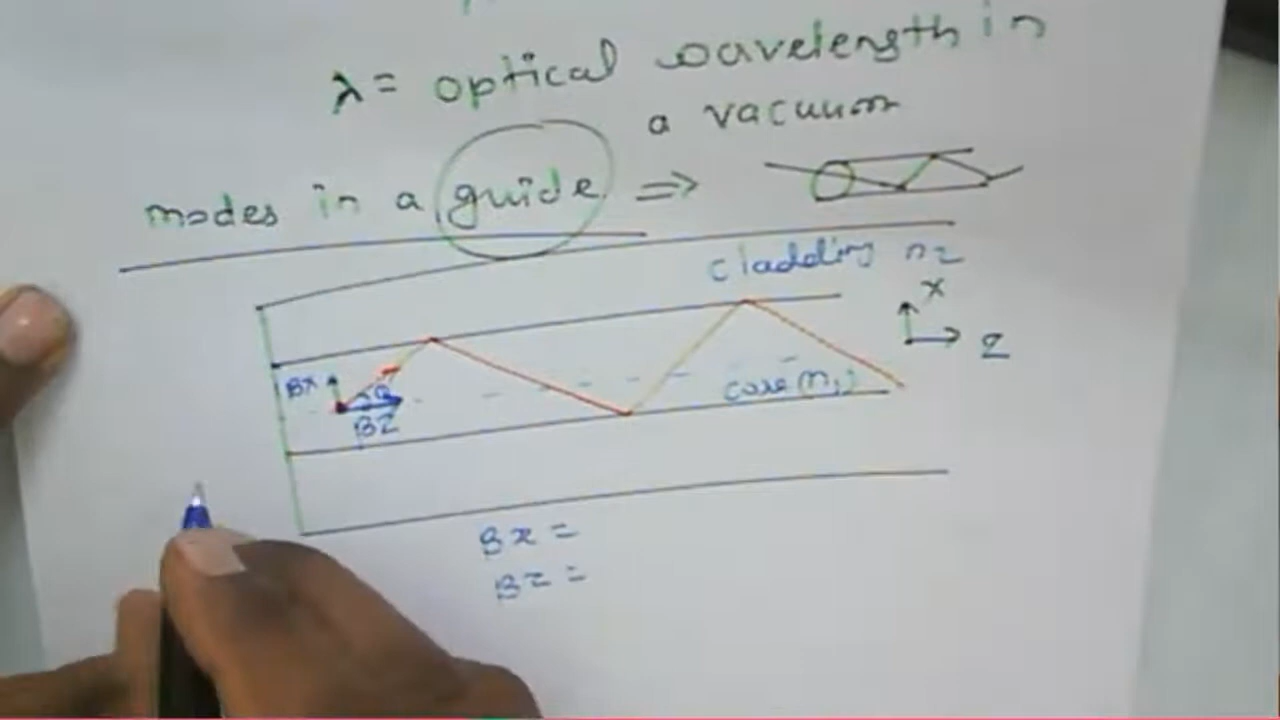 λ = optical wavelength in
a vacuum
modes in a guide ⇒
cladding n2
X
Z
βx
θ
βz
core (n1)
βx =
βz =